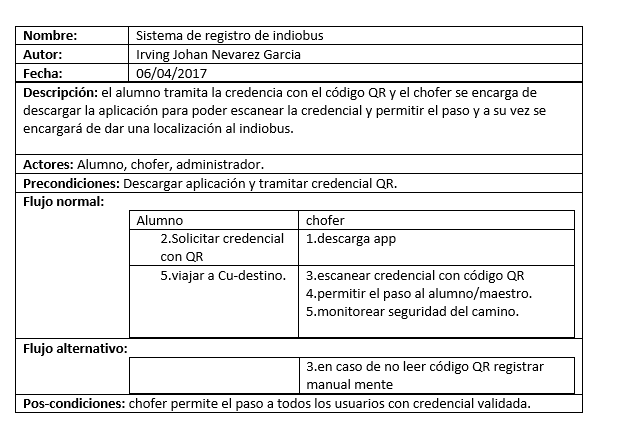 Nombre: Sistema de registro de indiobus
Autor: Irving Johan Nevarez Garcia
Fecha: 06/04/2017
Descripción: el alumno tramita la credencia con el código QR y el chofer se encarga de
descargar la aplicación para poder escanear la credencial y permitir el paso y a su vez se
encargará de dar una localización al indiobus.
Actores: Alumno, chofer, administrador.
Precondiciones: Descargar aplicación y tramitar credencial QR.
Flujo normal:
Alumno chofer
2.Solicitar credencial 1.descarga app
con QR
5.viajar a Cu-destino. 3.escanear credencial con código QR
4.permitir el paso al alumno/maestro.
5.monitorear seguridad del camino.
Flujo alternativo:
3.en caso de no leer código QR registrar
manual mente
Pos-condiciones: chofer permite el paso a todos los usuarios con credencial validada.